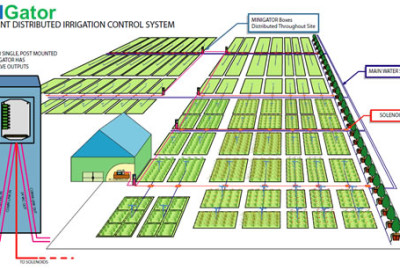 Gator
NT DISTRIBUTED IRRIGATION CONTROL SYSTEM
MINIGATOR Boxes
Distributed Throughout Site
SINGLE, POST MOUNTED
GATOR HAS
VE OUTPUTS
MAIN WATER
SOLENO
TO SOLENOIDS